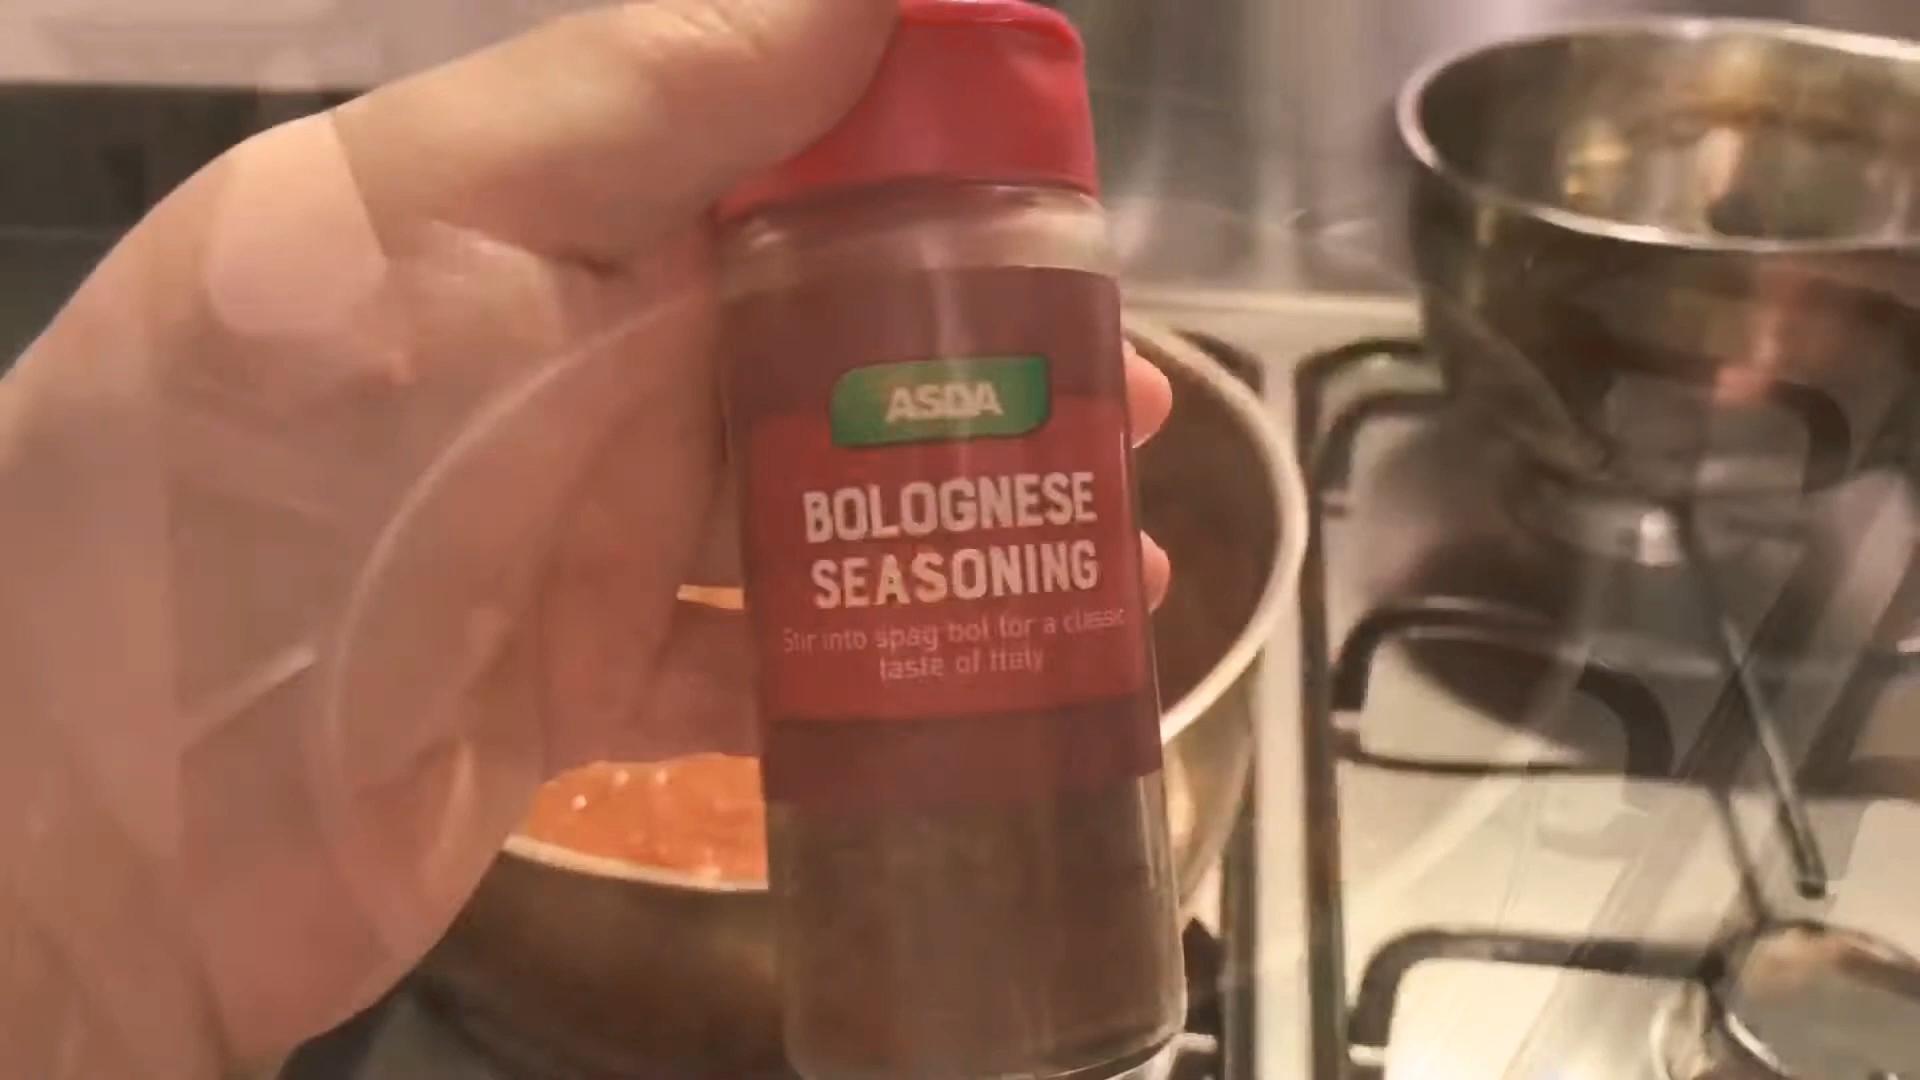 ASDA
BOLOGNESE
SEASONING
Stir into spag bol for a classic
taste of Italy